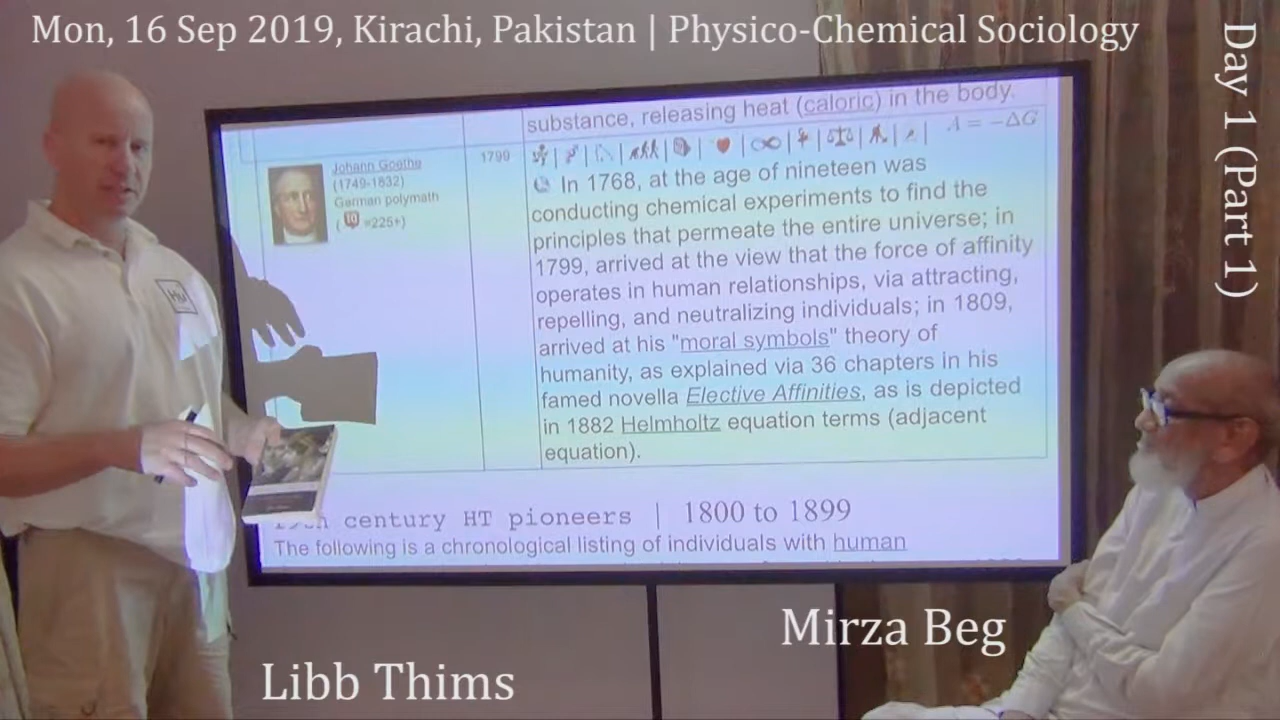 Mon, 16 Sep 2019, Kirachi, Pakistan | Physico-Chemical Sociology
Day 1 (Part 1)
substance, releasing heat (caloric) in the body.
A = −ΔG
Johann Goethe
(1749-1832)
German polymath
(IQ =225+)
1799
In 1768, at the age of nineteen was
conducting chemical experiments to find the
principles that permeate the entire universe; in
1799, arrived at the view that the force of affinity
operates in human relationships, via attracting,
repelling, and neutralizing individuals; in 1809,
arrived at his "moral symbols" theory of
humanity, as explained via 36 chapters in his
famed novella Elective Affinities, as is depicted
in 1882 Helmholtz equation terms (adjacent
equation).
century HT pioneers | 1800 to 1899
The following is a chronological listing of individuals with human
Hu
Mirza Beg
Libb Thims